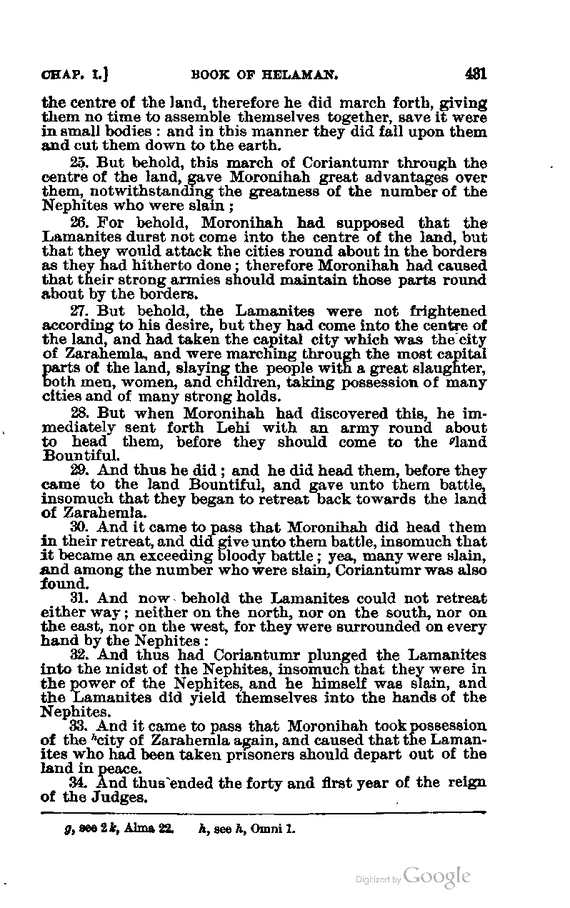 CHAP. I.] BOOK OF HELAMAN. 431
the centre of the land, therefore he did march forth, giving
them no time to assemble themselves together, save it were
in small bodies : and in this manner they did fall upon them
and cut them down to the earth.
25. But behold, this march of Coriantumr through the
centre of the land, gave Moronihah great advantages over
them, notwithstanding the greatness of the number of the
Nephites who were slain ;
26. For behold, Moronihah had supposed that the
Lamanites durst not come into the centre of the land, but
that they would attack the cities round about in the borders
as they had hitherto done ; therefore Moronihah had caused
that their strong armies should maintain those parts round
about by the borders.
27. But behold, the Lamanites were not frightened
according to his desire, but they had come into the centre of
the land, and had taken the capital city which was the city
of Zarahemla, and were marching through the most capital
parts of the land, slaying the people with a great slaughter,
both men, women, and children, taking possession of many
cities and of many strong holds.
28. But when Moronihah had discovered this, he im-
mediately sent forth Lehi with an army round about
to head them, before they should come to the gland
Bountiful.
29. And thus he did ; and he did head them, before they
came to the land Bountiful, and gave unto them battle,
insomuch that they began to retreat back towards the land
of Zarahemla.
30. And it came to pass that Moronihah did head them
in their retreat, and did give unto them battle, insomuch that
it became an exceeding bloody battle ; yea, many were slain,
and among the number who were slain, Coriantumr was also
found.
31. And now behold the Lamanites could not retreat
either way ; neither on the north, nor on the south, nor on
the east, nor on the west, for they were surrounded on every
hand by the Nephites :
32. And thus had Coriantumr plunged the Lamanites
into the midst of the Nephites, insomuch that they were in
the power of the Nephites, and he himself was slain, and
the Lamanites did yield themselves into the hands of the
Nephites.
33. And it came to pass that Moronihah took possession
of the hcity of Zarahemla again, and caused that the Laman-
ites who had been taken prisoners should depart out of the
land in peace.
34. And thus ended the forty and first year of the reign
of the Judges.
g, see 2 k, Alma 22. h, see h, Omni 1.
Digitized by Google